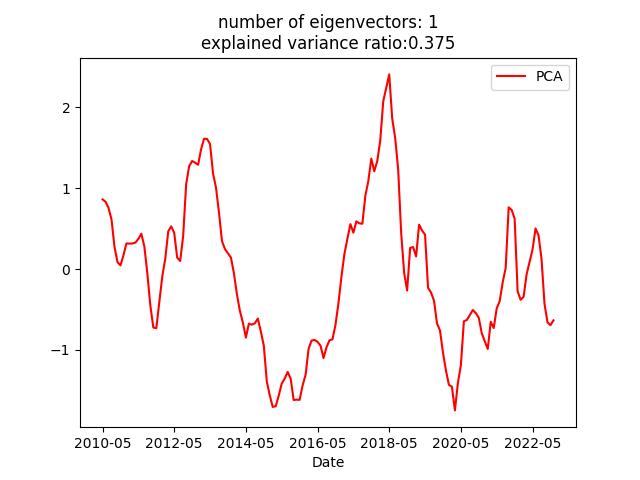 number of eigenvectors: 1
explained variance ratio:0.375
PCA
2
1
0
−1
2010-05 2012-05 2014-05 2016-05 2018-05 2020-05 2022-05
Date